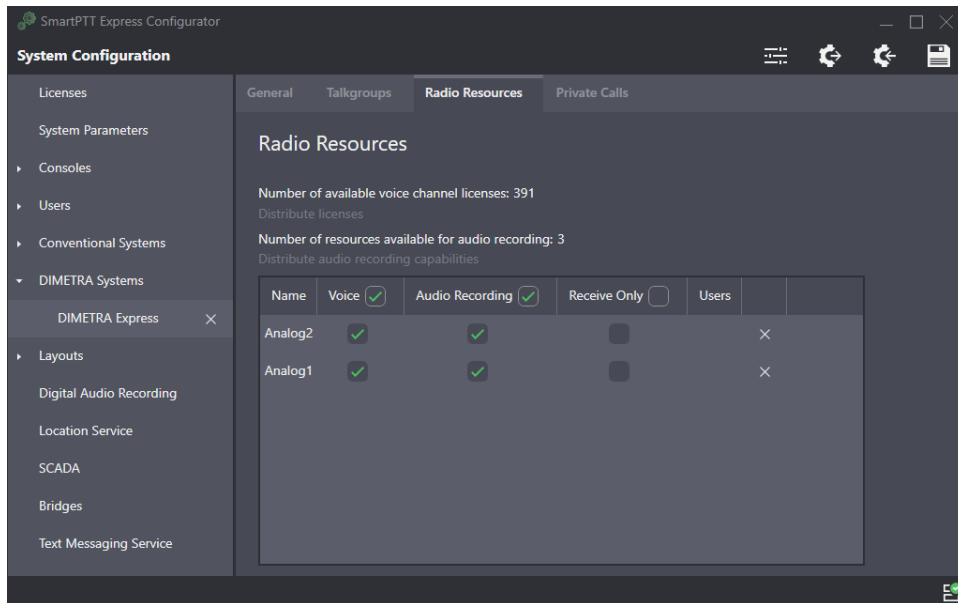 SmartPTT Express Configurator
System Configuration
Licenses
System Parameters
Consoles
Users
Conventional Systems
DIMETRA Systems
DIMETRA Express
Layouts
Digital Audio Recording
Location Service
SCADA
Bridges
Text Messaging Service
General Talkgroups Radio Resources Private Calls
Radio Resources
Number of available voice channel licenses: 391
Distribute licenses
Number of resources available for audio recording: 3
Distribute audio recording capabilities
Name Voice Audio Recording Receive Only Users
Analog2
Analog1